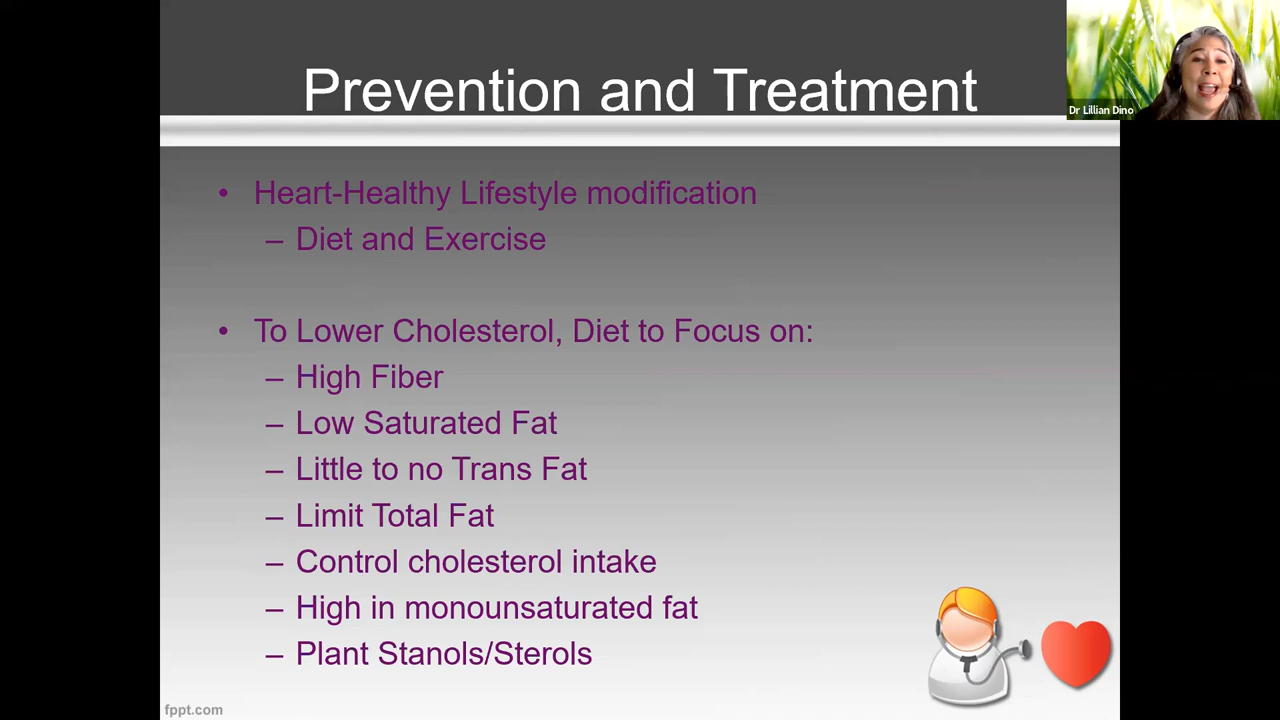 Prevention and Treatment
Dr Lillian Dino
• Heart-Healthy Lifestyle modification
– Diet and Exercise
• To Lower Cholesterol, Diet to Focus on:
– High Fiber
– Low Saturated Fat
– Little to no Trans Fat
– Limit Total Fat
– Control cholesterol intake
– High in monounsaturated fat
– Plant Stanols/Sterols
fppt.com